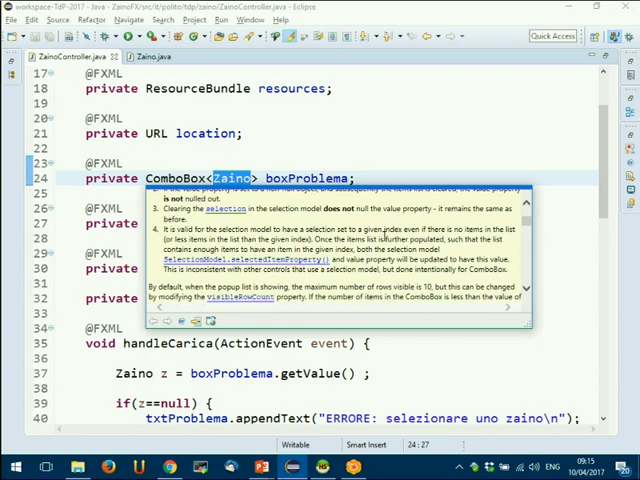 workspace-TdP-2017 - Java - ZainoFX/src/it/polito/tdp/zaino/ZainoController.java - Eclipse
File Edit Source Refactor Navigate Search Project Run Window Help
Quick Access
ZainoController.java Zaino.java
17 @FXML
18 private ResourceBundle resources;
19
20 @FXML
21 private URL location;
22
23 @FXML
24 private ComboBox<Zaino> boxProblema;
is not nulled out.
3. Clearing the selection in the selection model does not null the value property - it remains the same as
before.
4. It is valid for the selection model to have a selection set to a given index even if there is no items in the list
(or less items in the list than the given index). Once the items list is further populated, such that the list
contains enough items to have an item in the given index, both the selection model
SelectionModel.selectedItemProperty() and value property will be updated to have this value.
This is inconsistent with other controls that use a selection model, but done intentionally for ComboBox.
By default, when the popup list is showing, the maximum number of rows visible is 10, but this can be changed
by modifying the visibleRowCount property. If the number of items in the ComboBox is less than the value of
25
26 @FXML
27 private
28
29 @FXML
30 private
31 @FXML
32 private
33
34 @FXML
35 void handleCarica(ActionEvent event) {
36
37 Zaino z = boxProblema.getValue() ;
38
39 if(z==null) {
40 txtProblema.appendText("ERRORE: selezionare uno zaino\n");
Writable Smart Insert 24 : 27
ENG 09:15
10/04/2017
20